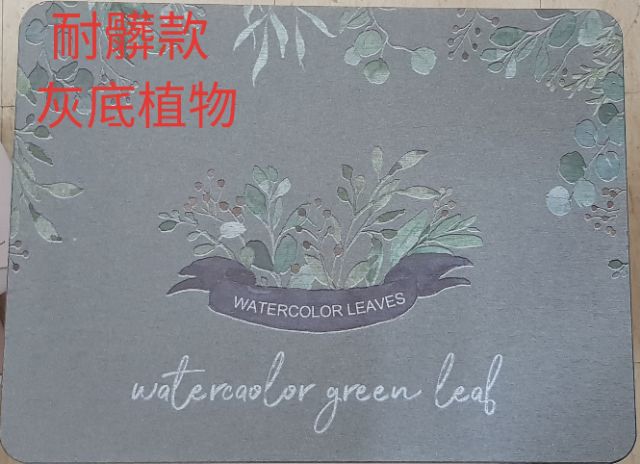 耐髒款
灰底植物
WATERCOLOR LEAVES
watercaolor green leaf